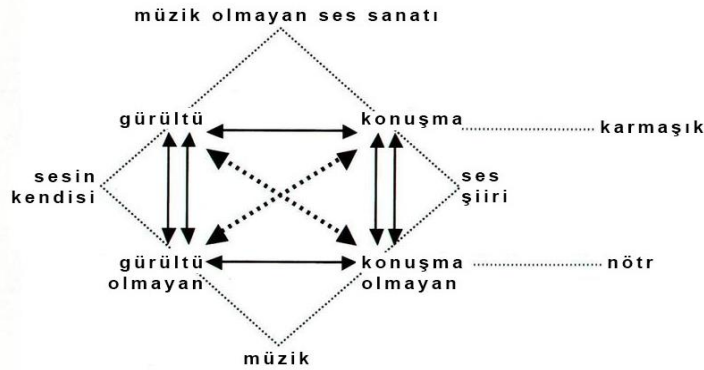 müzik olmayan ses sanatı
gürültü
konuşma
karmaşık
sesin
kendisi
ses
şiiri
gürültü
olmayan
konuşma
olmayan
nötr
müzik